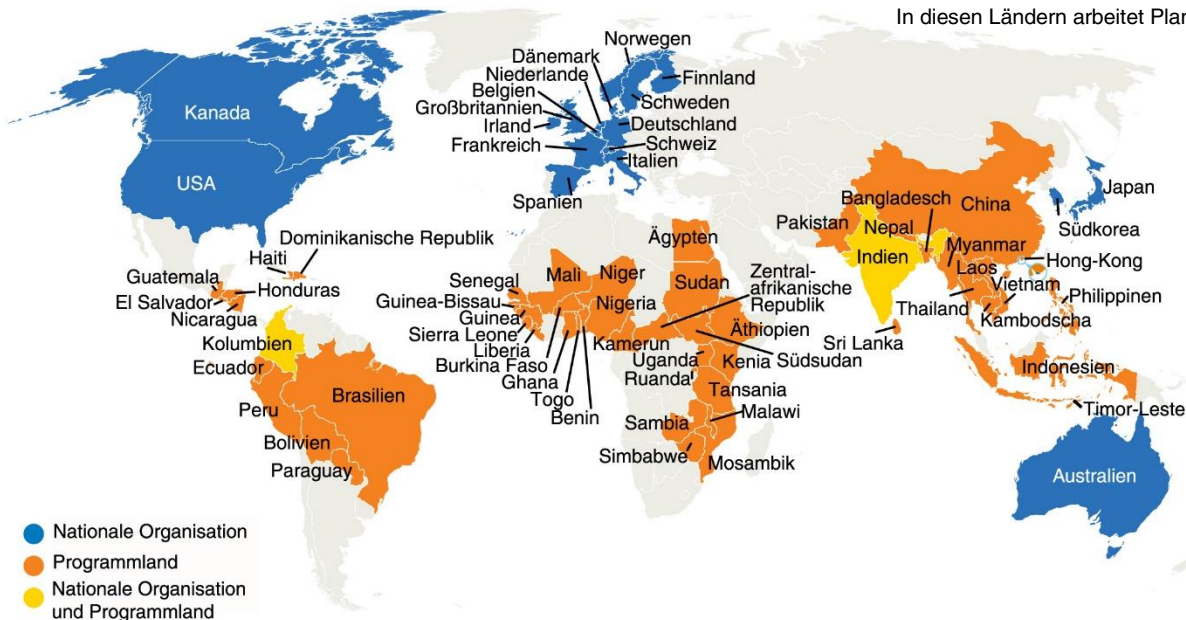 In diesen Ländern arbeitet Plan
Norwegen
Dänemark
Niederlande
Finnland
Belgien
Großbritannien
Schweden
Kanada
Irland
Deutschland
Frankreich
Schweiz
Italien
USA
Spanien
Bangladesch
China
Japan
Pakistan
Nepal
Südkorea
Dominikanische Republik
Ägypten
Myanmar
Haiti
Indien
Hong-Kong
Guatemala
Honduras
Senegal
Mali
Niger
Sudan
Zentral-
afrikanische
Republik
Laos
Vietnam
El Salvador
Guinea-Bissau
Nigeria
Thailand
Philippinen
Nicaragua
Guinea
Äthiopien
Kambodscha
Kolumbien
Sierra Leone
Kamerun
Sri Lanka
Liberia
Südsudan
Ecuador
Burkina Faso
Uganda
Kenia
Indonesien
Ghana
Ruanda
Brasilien
Togo
Tansania
Peru
Benin
Malawi
Timor-Leste
Sambia
Bolivien
Simbabwe
Mosambik
Paraguay
Australien
Nationale Organisation
Programmland
Nationale Organisation
und Programmland